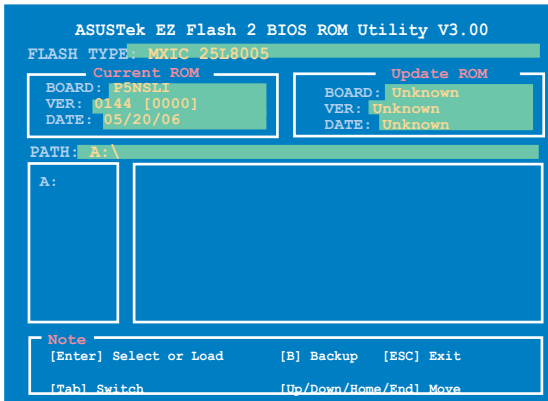 ASUSTek EZ Flash 2 BIOS ROM Utility V3.00
FLASH TYPE: MXIC 25L8005
Current ROM
BOARD: P5NSLI
VER: 0144 [0000]
DATE: 05/20/06
Update ROM
BOARD: Unknown
VER: Unknown
DATE: Unknown
PATH: A:\
A:
Note
[Enter] Select or Load [B] Backup [ESC] Exit
[Tab] Switch [Up/Down/Home/End] Move